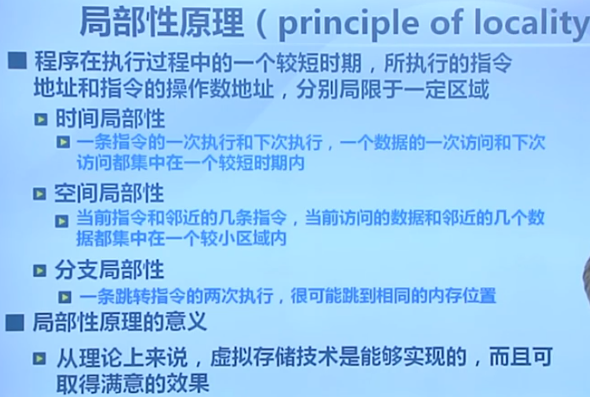 局部性原理（principle of locality
程序在执行过程中的一个较短时期，所执行的指令
地址和指令的操作数地址，分别局限于一定区域
时间局部性
一条指令的一次执行和下次执行，一个数据的一次访问和下次
访问都集中在一个较短时期内
空间局部性
当前指令和邻近的几条指令，当前访问的数据和邻近的几个数
据都集中在一个较小区域内
分支局部性
一条跳转指令的两次执行，很可能跳到相同的内存位置
局部性原理的意义
从理论上来说，虚拟存储技术是能够实现的，而且可
取得满意的效果